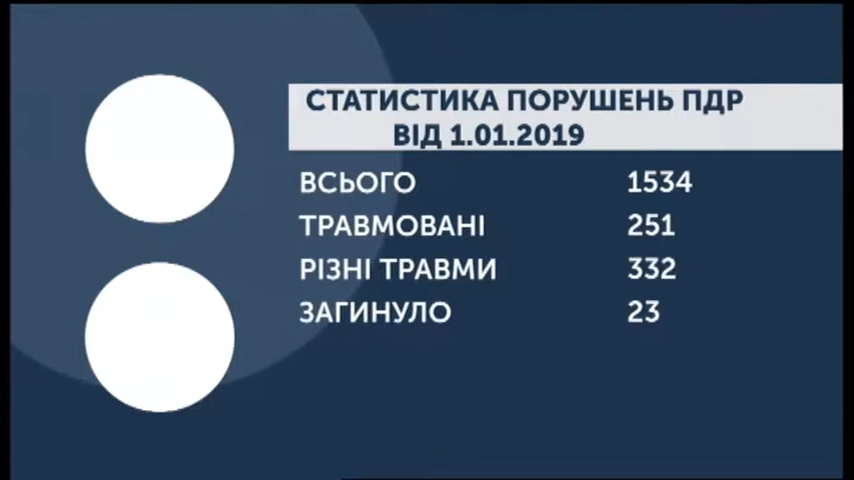 СТАТИСТИКА ПОРУШЕНЬ ПДР
ВІД 1.01.2019
ВСЬОГО 1534
ТРАВМОВАНІ 251
РІЗНІ ТРАВМИ 332
ЗАГИНУЛО 23